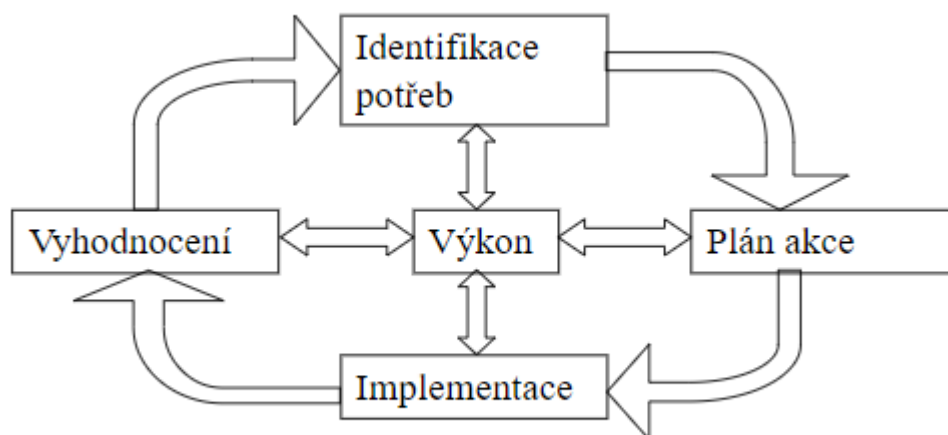 Identifikace
potřeb
Vyhodnocení
Výkon
Plán akce
Implementace